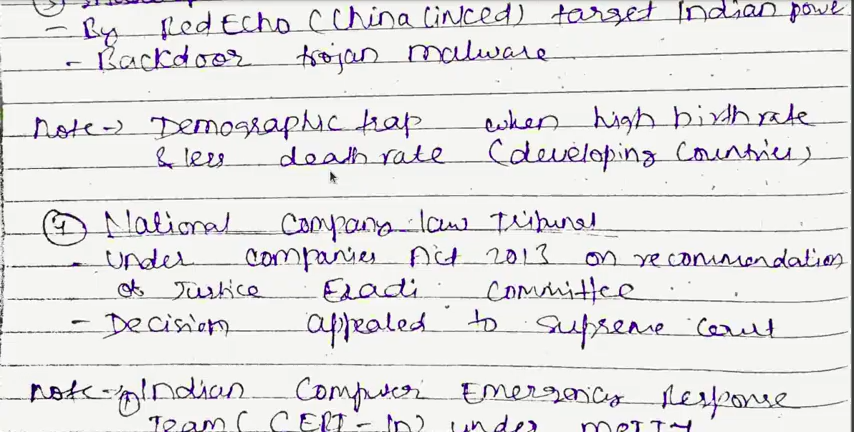 - By RedEcho (China linked) target Indian powe
- Backdoor trojan malware
Note → Demographic trap when high birth rate
& less death rate (developing Countries)
National Company law Tribunal
- Under Companies Act 2013 on recommendation
of Justice Eradi Committee
- Decision appealed to Supreme Court
Note → ① Indian Computer Emergency Response
Team (CERT-In) under MeITY